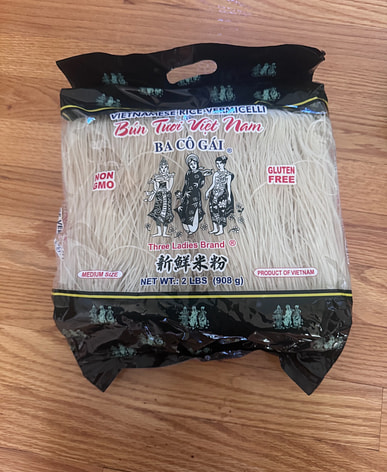 VIETNAMESE RICE VERMICELLI
Bún Tươi Việt Nam
BA CÔ GÁI ®
NON
GMO
GLUTEN
FREE
Three Ladies Brand ®
新鮮米粉
MEDIUM SIZE
PRODUCT OF VIETNAM
NET WT.: 2 LBS (908 g)